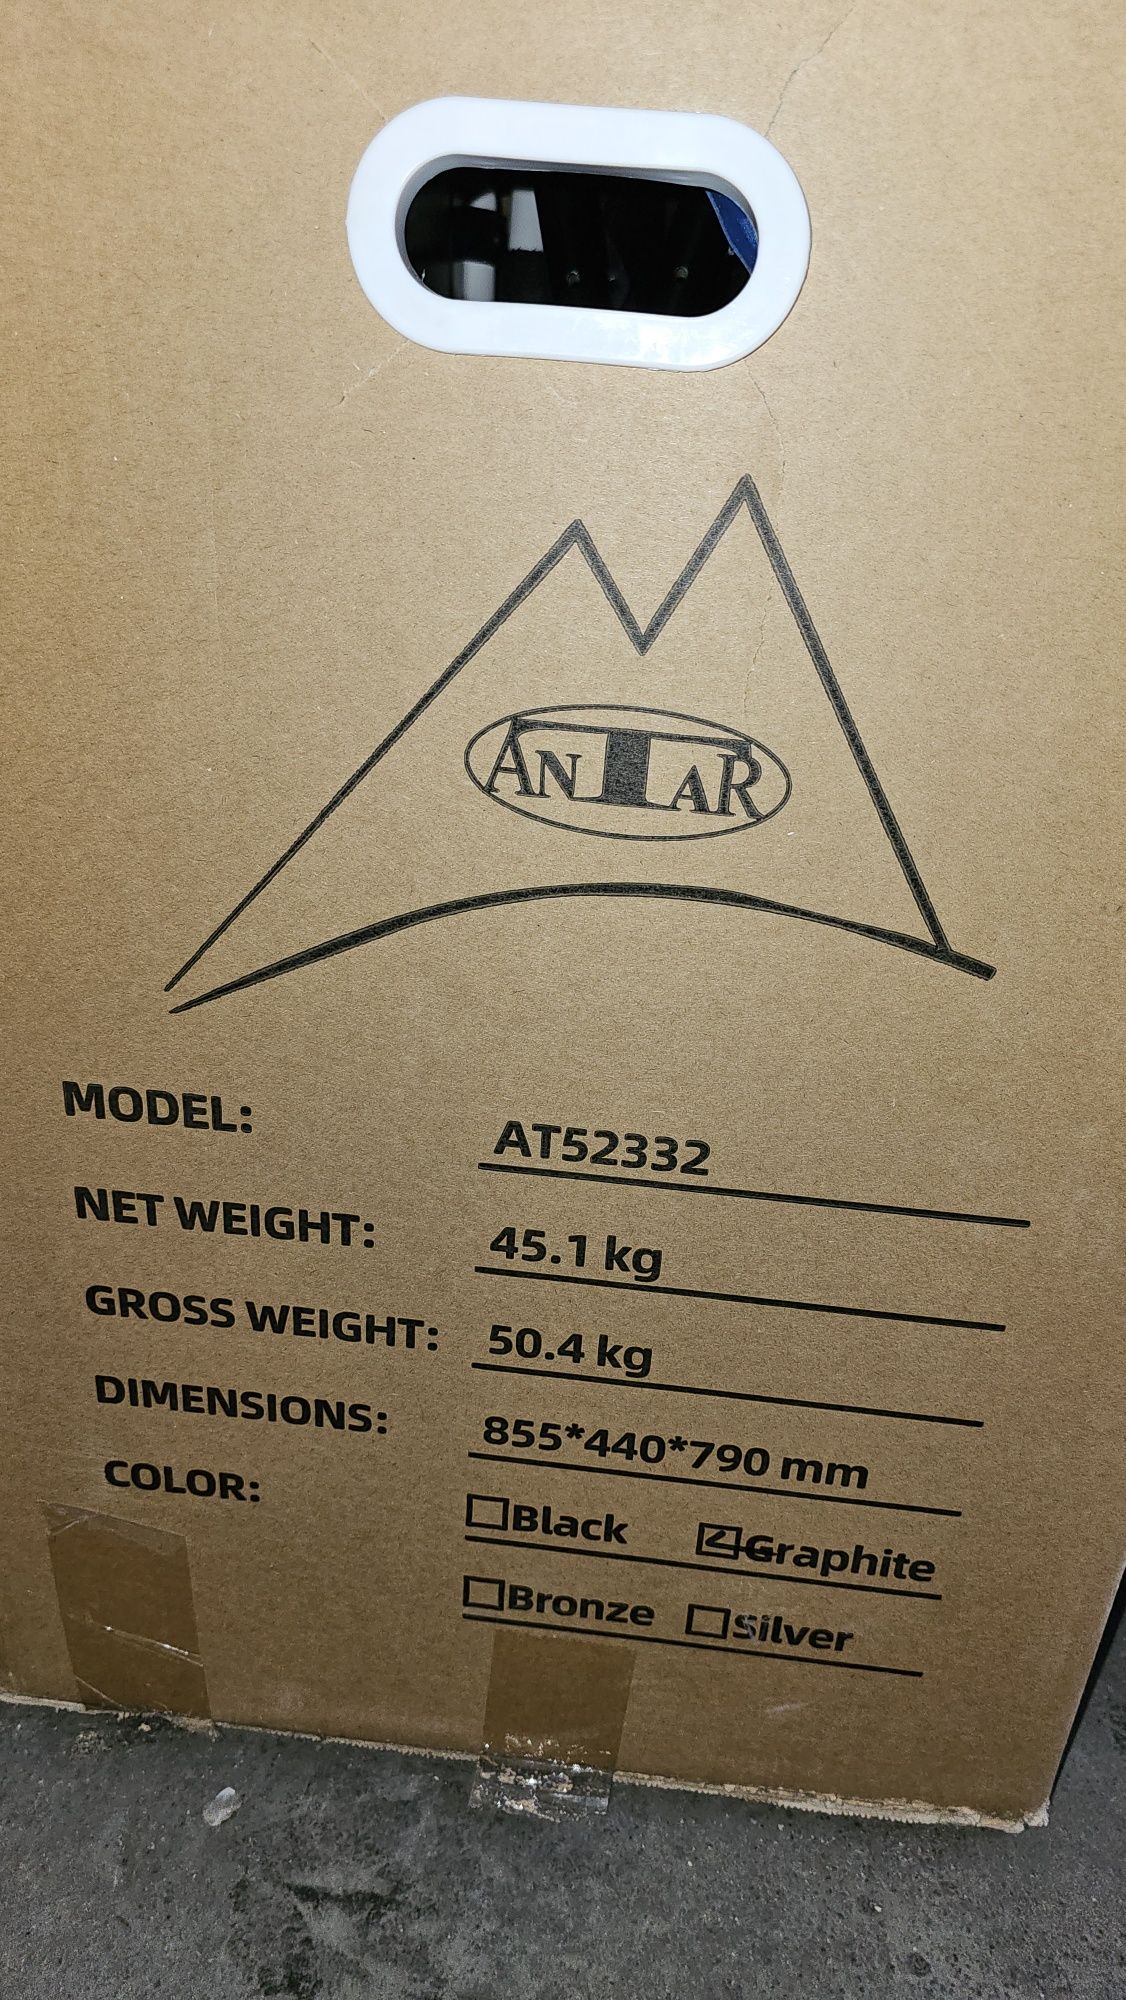 ANTAR
MODEL: AT52332
NET WEIGHT: 45.1 kg
GROSS WEIGHT: 50.4 kg
DIMENSIONS: 855*440*790 mm
COLOR: ☐Black ☑Graphite
☐Bronze ☐Silver